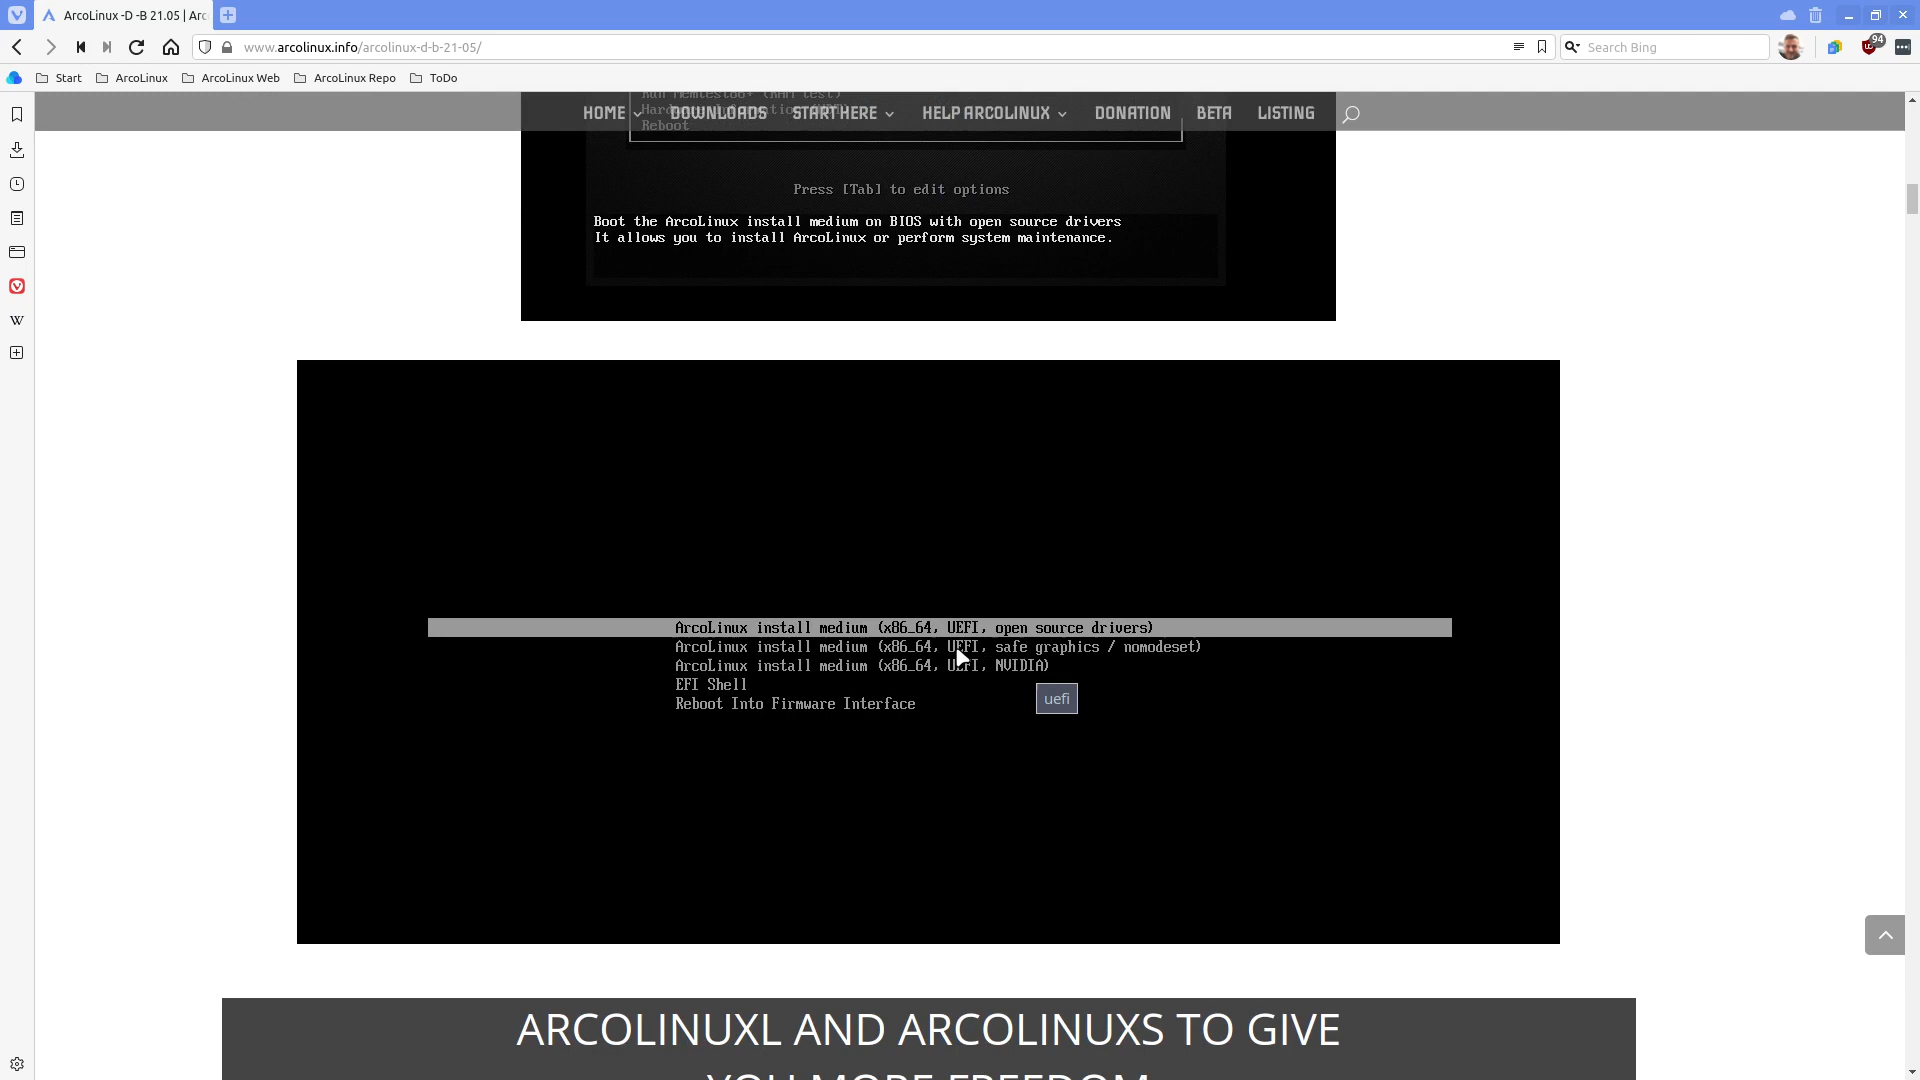 ArcoLinux -D -B 21.05 | Arc
www.arcolinux.info/arcolinux-d-b-21-05/
Search Bing
94
Start
ArcoLinux
ArcoLinux Web
ArcoLinux Repo
ToDo
HOME
DOWNLOADS
START HERE
HELP ARCOLINUX
DONATION
BETA
LISTING
Reboot
Press [Tab] to edit options
Boot the ArcoLinux install medium on BIOS with open source drivers
It allows you to install ArcoLinux or perform system maintenance.
W
ArcoLinux install medium (x86_64, UEFI, open source drivers)
ArcoLinux install medium (x86_64, UEFI, safe graphics / nomodeset)
ArcoLinux install medium (x86_64, UEFI, NVIDIA)
EFI Shell
Reboot Into Firmware Interface
uefi
ARCOLINUXL AND ARCOLINUXS TO GIVE
YOU MORE FREEDOM